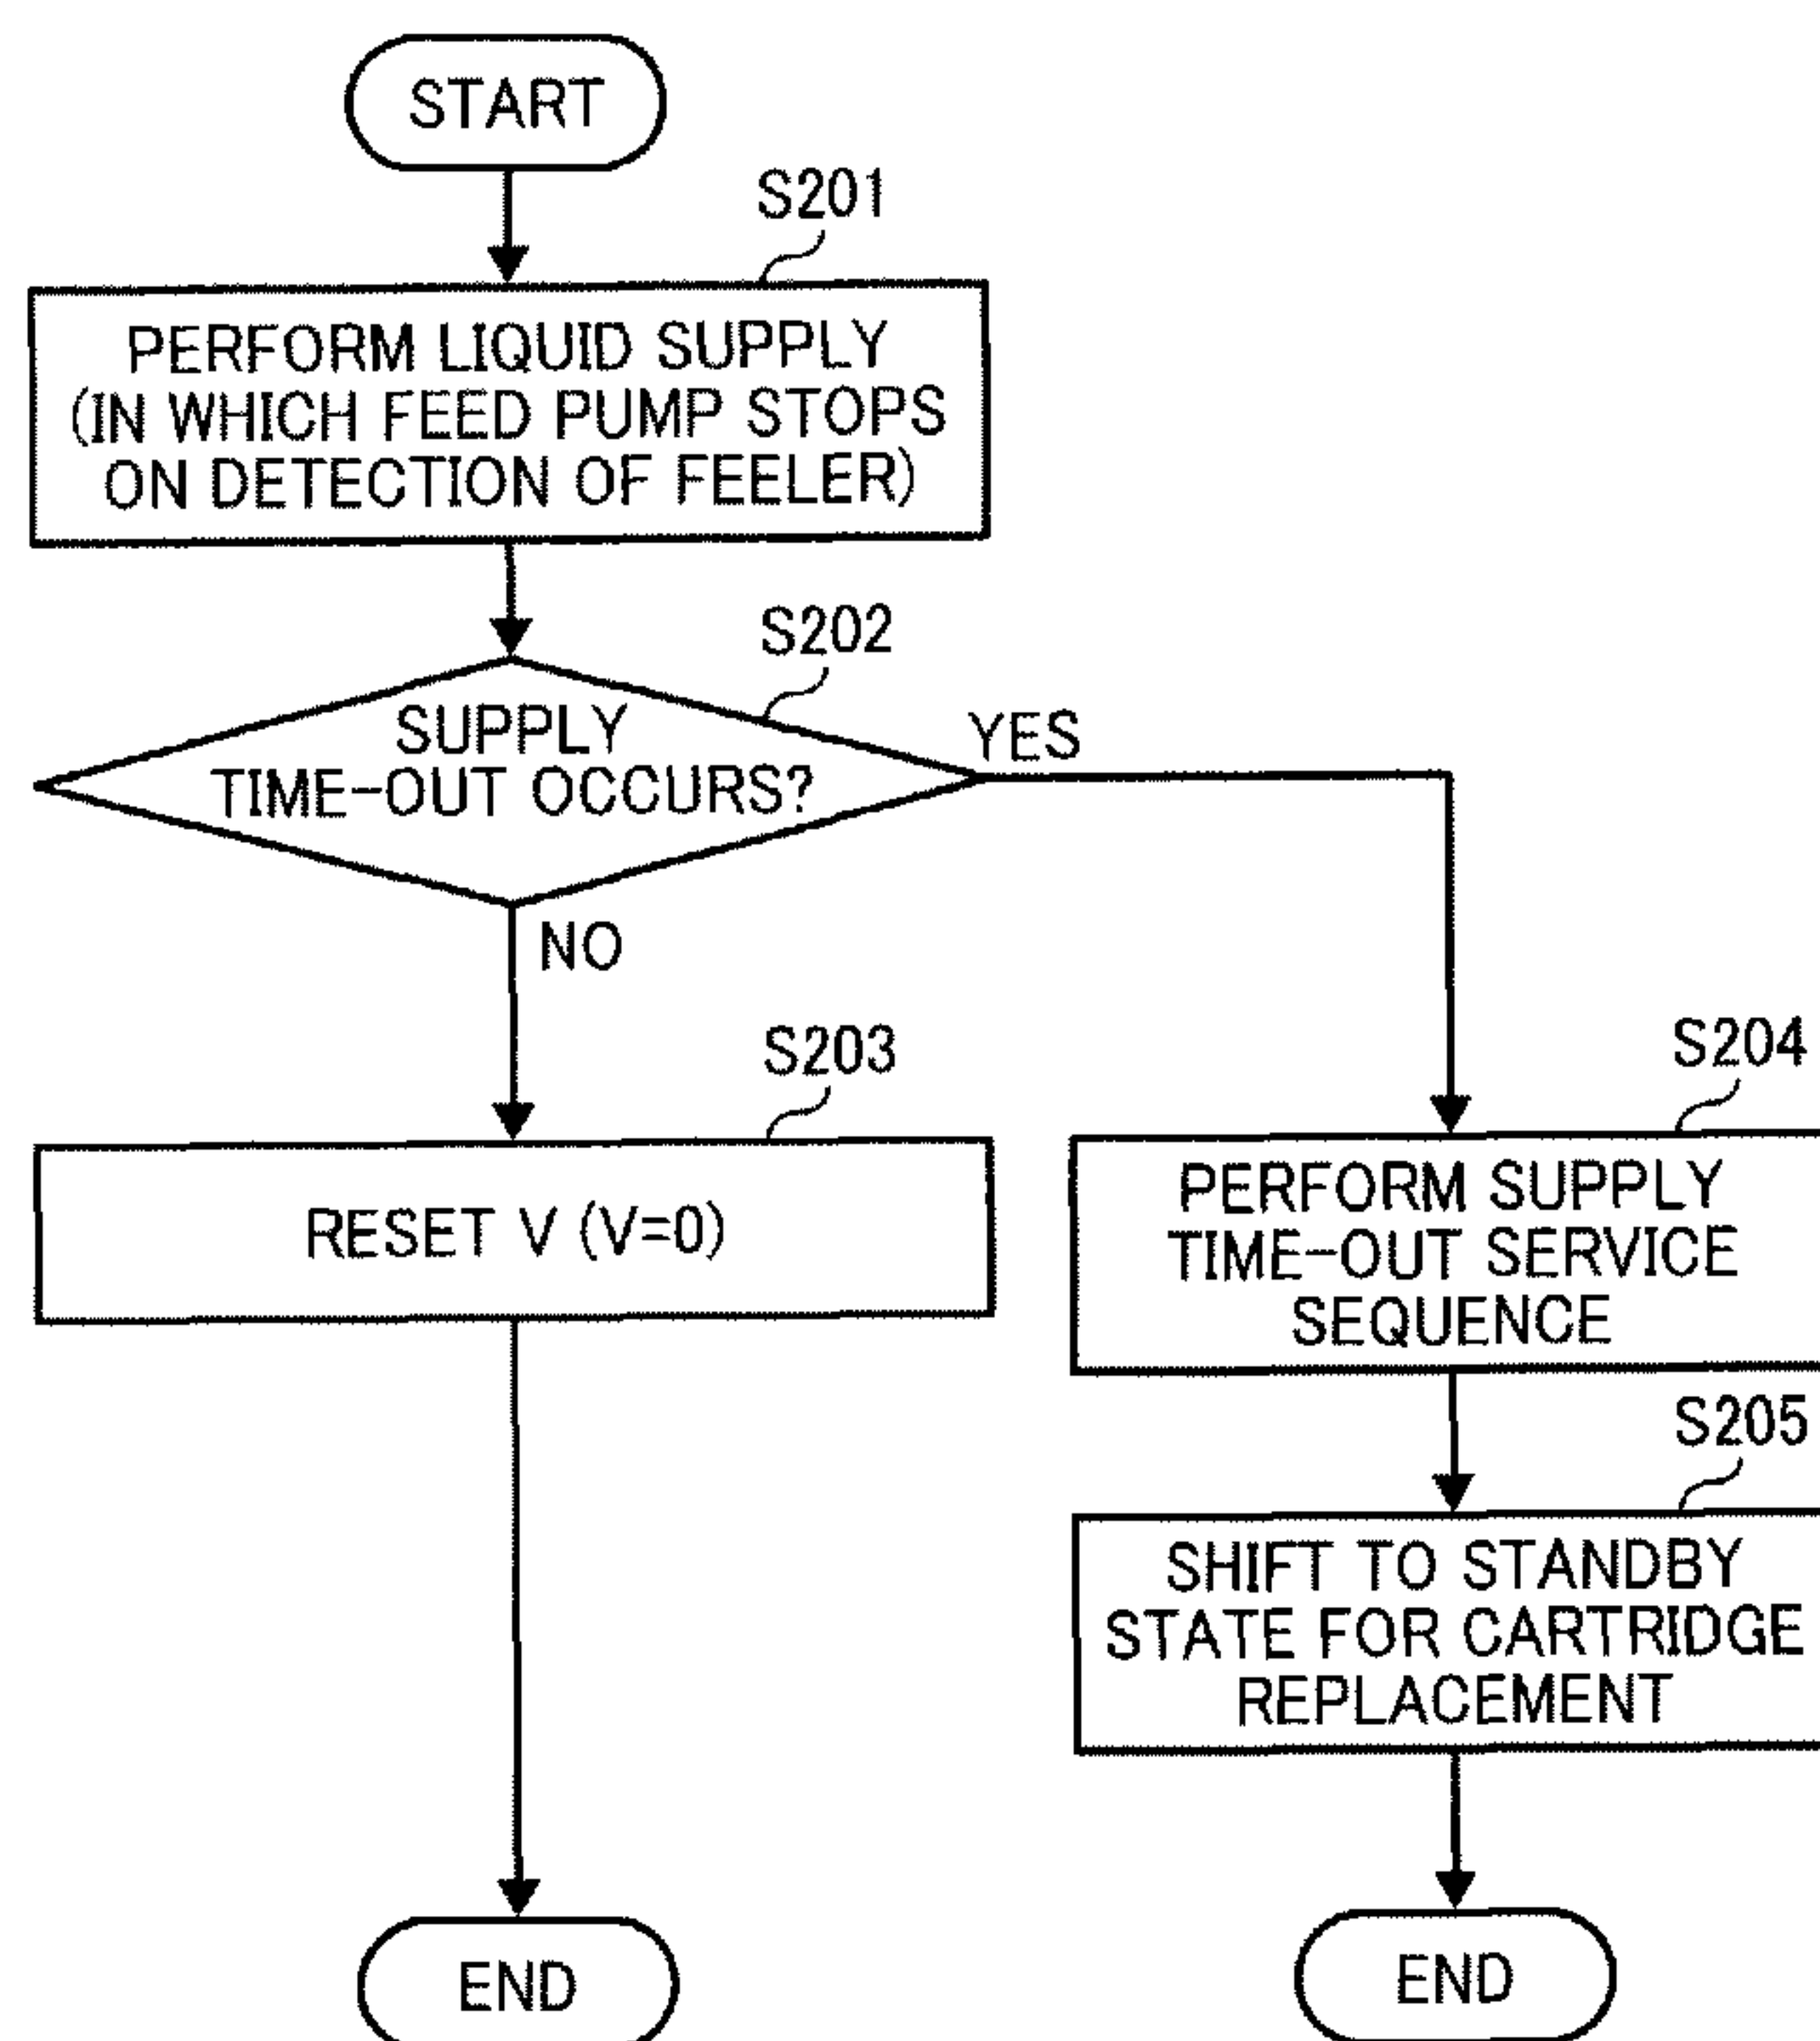 START
S201
PERFORM LIQUID SUPPLY
(IN WHICH FEED PUMP STOPS
ON DETECTION OF FEELER)
S202
SUPPLY
TIME-OUT OCCURS?
YES
NO
S203
RESET V (V=0)
S204
PERFORM SUPPLY
TIME-OUT SERVICE
SEQUENCE
S205
SHIFT TO STANDBY
STATE FOR CARTRIDGE
REPLACEMENT
END
END